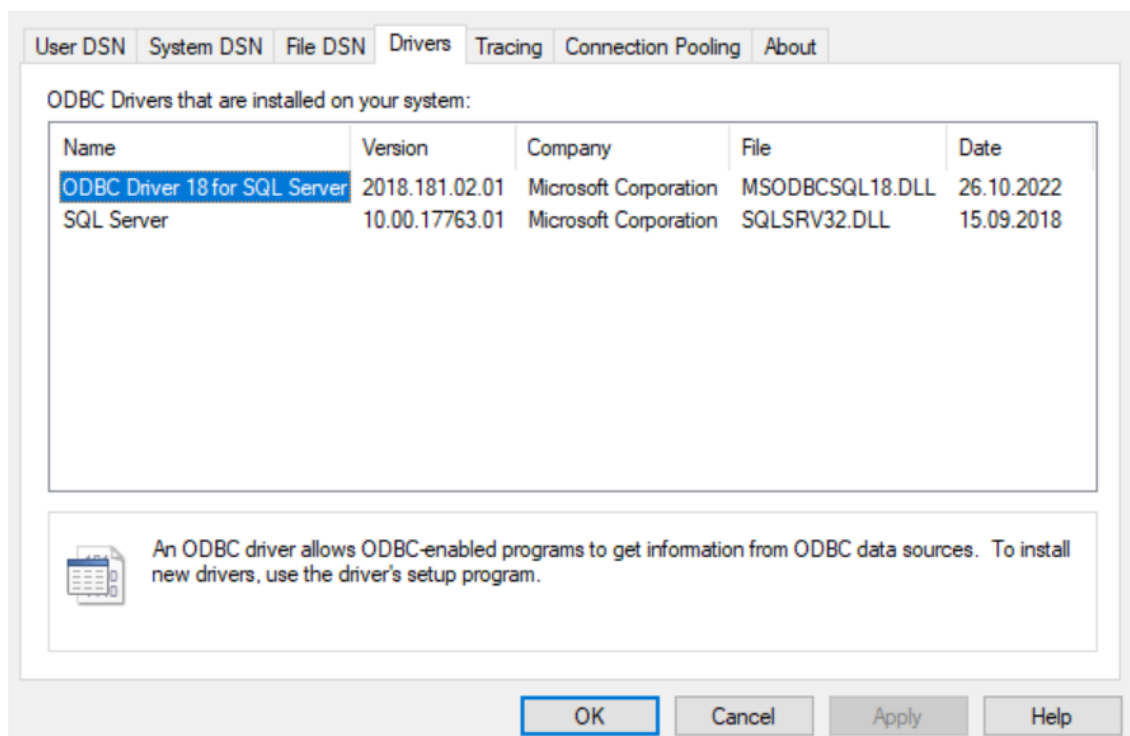 User DSN System DSN File DSN Drivers Tracing Connection Pooling About
ODBC Drivers that are installed on your system:
Name Version Company File Date
ODBC Driver 18 for SQL Server 2018.181.02.01 Microsoft Corporation MSODBCSQL18.DLL 26.10.2022
SQL Server 10.00.17763.01 Microsoft Corporation SQLSRV32.DLL 15.09.2018
An ODBC driver allows ODBC-enabled programs to get information from ODBC data sources. To install
new drivers, use the driver's setup program.
OK Cancel Apply Help